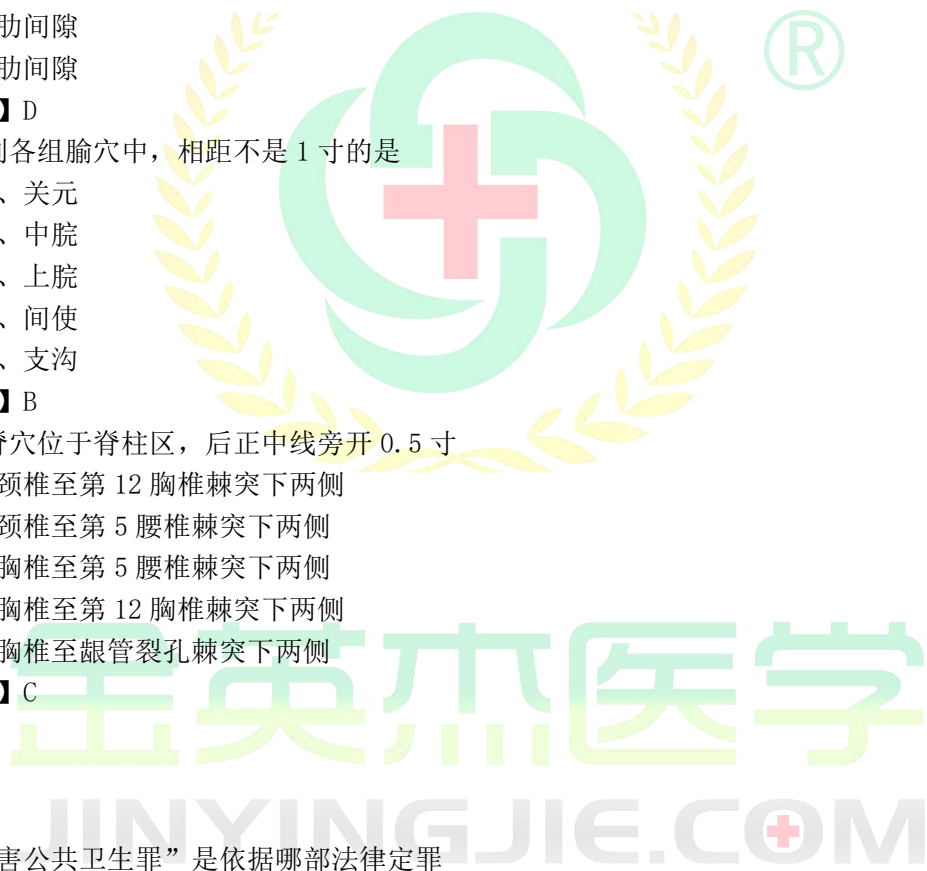 肋间隙
肋间隙
】D
各组腧穴中，相距不是 1 寸的是
、关元
、中脘
、上脘
、间使
、支沟
】B
穴位于脊柱区，后正中线旁开 0.5 寸
颈椎至第 12 胸椎棘突下两侧
颈椎至第 5 腰椎棘突下两侧
胸椎至第 5 腰椎棘突下两侧
胸椎至第 12 胸椎棘突下两侧
胸椎至龈管裂孔棘突下两侧
】C
金英杰医学
JINYINGJIE.COM
害公共卫生罪”是依据哪部法律定罪
®